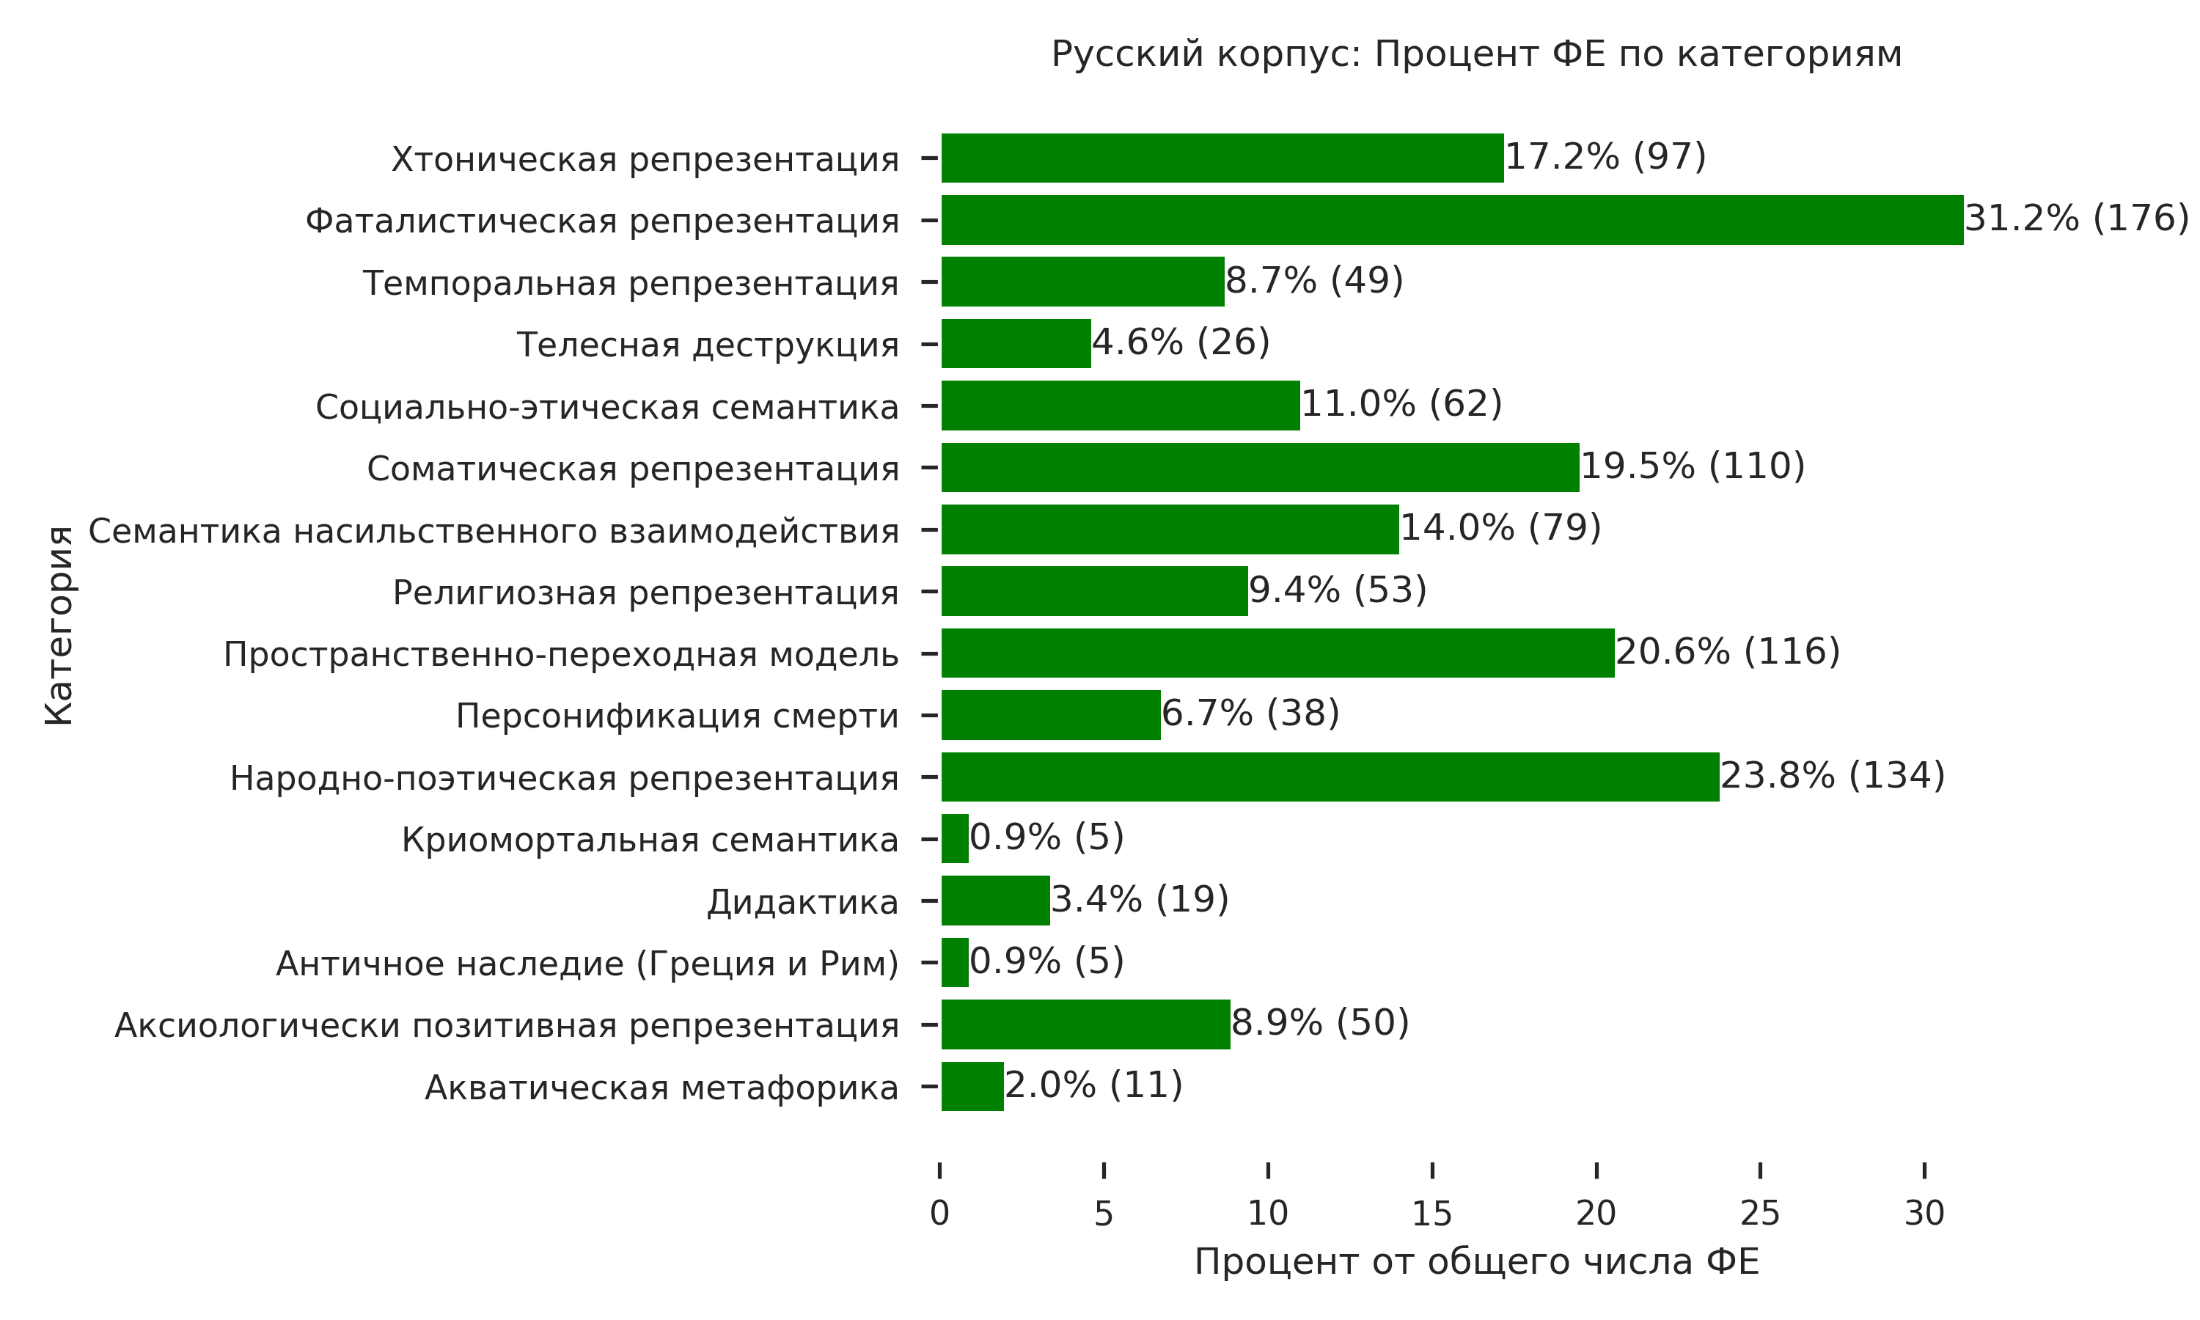 Русский корпус: Процент ФЕ по категориям
Хтоническая репрезентация 17.2% (97)
Фаталистическая репрезентация 31.2% (176)
Темпоральная репрезентация 8.7% (49)
Телесная деструкция 4.6% (26)
Социально-этическая семантика 11.0% (62)
Соматическая репрезентация 19.5% (110)
Семантика насильственного взаимодействия 14.0% (79)
Религиозная репрезентация 9.4% (53)
Пространственно-переходная модель 20.6% (116)
Персонификация смерти 6.7% (38)
Народно-поэтическая репрезентация 23.8% (134)
Криомортальная семантика 0.9% (5)
Дидактика 3.4% (19)
Античное наследие (Греция и Рим) 0.9% (5)
Аксиологически позитивная репрезентация 8.9% (50)
Акватическая метафорика 2.0% (11)
Категория
0 5 10 15 20 25 30
Процент от общего числа ФЕ